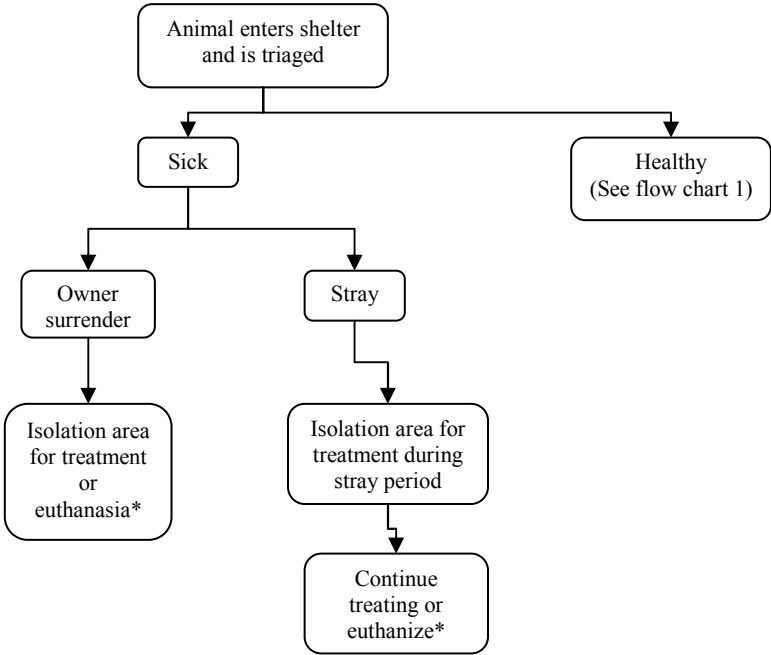 Animal enters shelter
and is triaged
Sick
Healthy
(See flow chart 1)
Owner
surrender
Stray
Isolation area
for treatment
or
euthanasia*
Isolation area for
treatment during
stray period
Continue
treating or
euthanize*